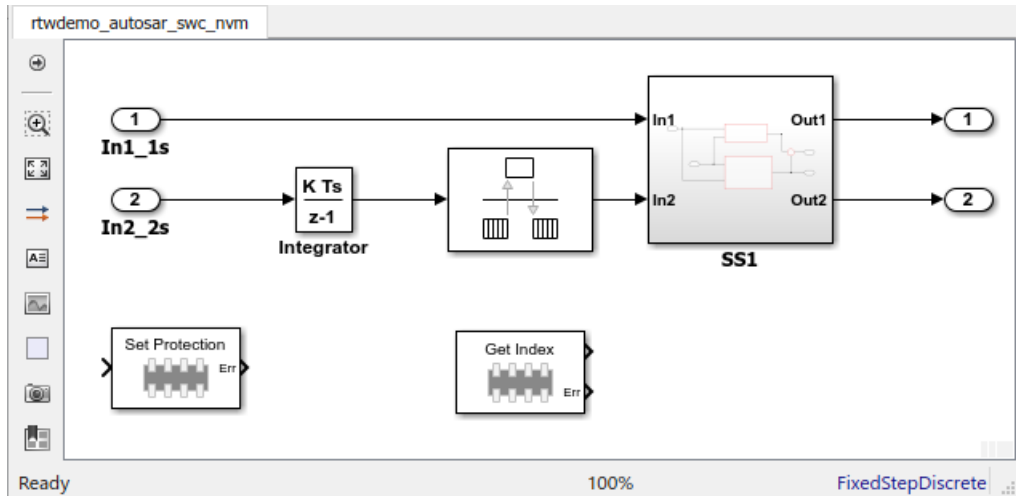 rtwdemo_autosar_swc_nvm
1
In1_1s
In1
Out1
1
2
In2_2s
K Ts
z-1
Integrator
In2
Out2
2
SS1
Set Protection
Err
Get Index
Err
Ready
100%
FixedStepDiscrete